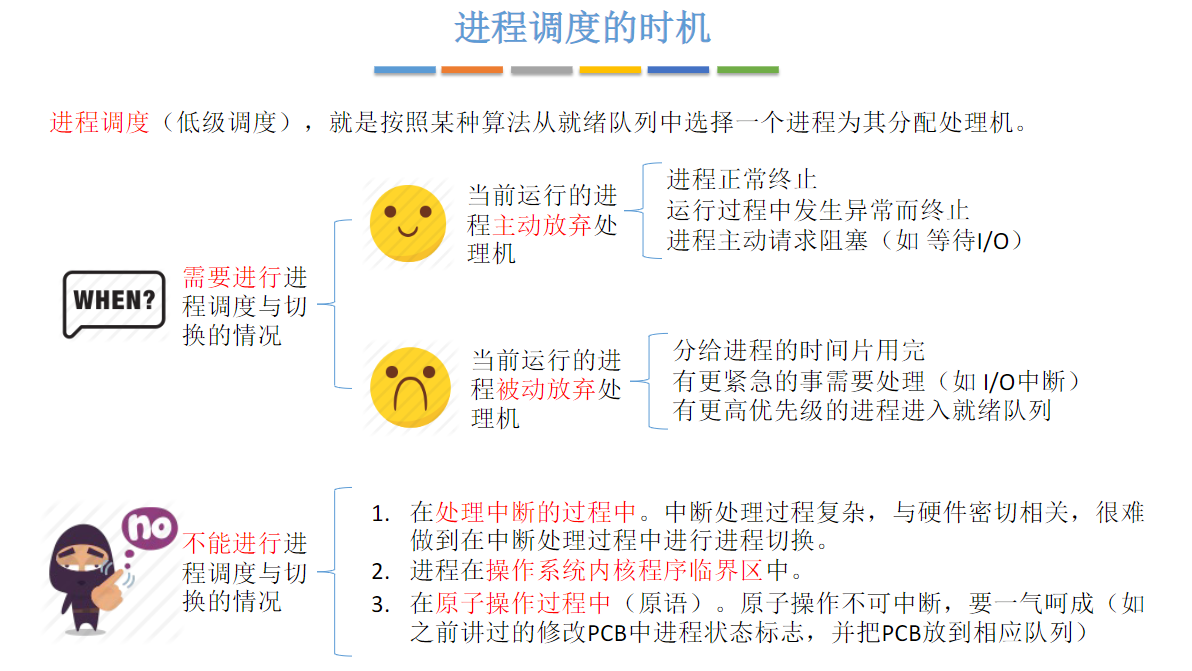 进程调度的时机
进程调度（低级调度），就是按照某种算法从就绪队列中选择一个进程为其分配处理机。
WHEN?
需要进行进
程调度与切
换的情况
当前运行的进
程主动放弃处
理机
进程正常终止
运行过程中发生异常而终止
进程主动请求阻塞（如 等待I/O）
当前运行的进
程被动放弃处
理机
分给进程的时间片用完
有更紧急的事需要处理（如 I/O中断）
有更高优先级的进程进入就绪队列
no
不能进行进
程调度与切
换的情况
1. 在处理中断的过程中。中断处理过程复杂，与硬件密切相关，很难
做到在中断处理过程中进行进程切换。
2. 进程在操作系统内核程序临界区中。
3. 在原子操作过程中（原语）。原子操作不可中断，要一气呵成（如
之前讲过的修改PCB中进程状态标志，并把PCB放到相应队列）